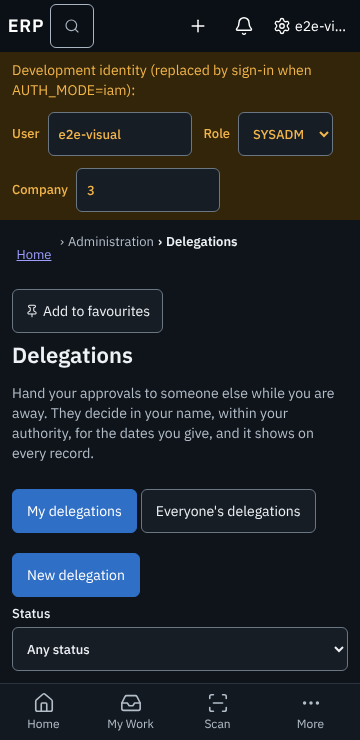 ERP
e2e-vi...
Development identity (replaced by sign-in when
AUTH_MODE=iam):
User e2e-visual Role SYSADM
Company 3
Home › Administration › Delegations
Add to favourites
Delegations
Hand your approvals to someone else while you are
away. They decide in your name, within your
authority, for the dates you give, and it shows on
every record.
My delegations Everyone's delegations
New delegation
Status
Any status
Home My Work Scan More